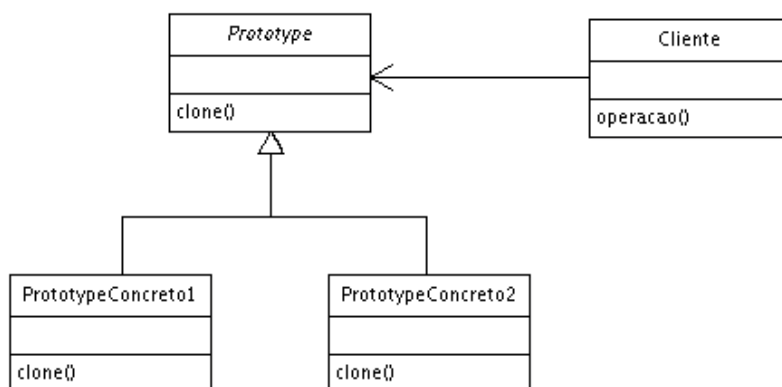 Prototype
clone()
Cliente
operacao()
PrototypeConcreto1
clone()
PrototypeConcreto2
clone()